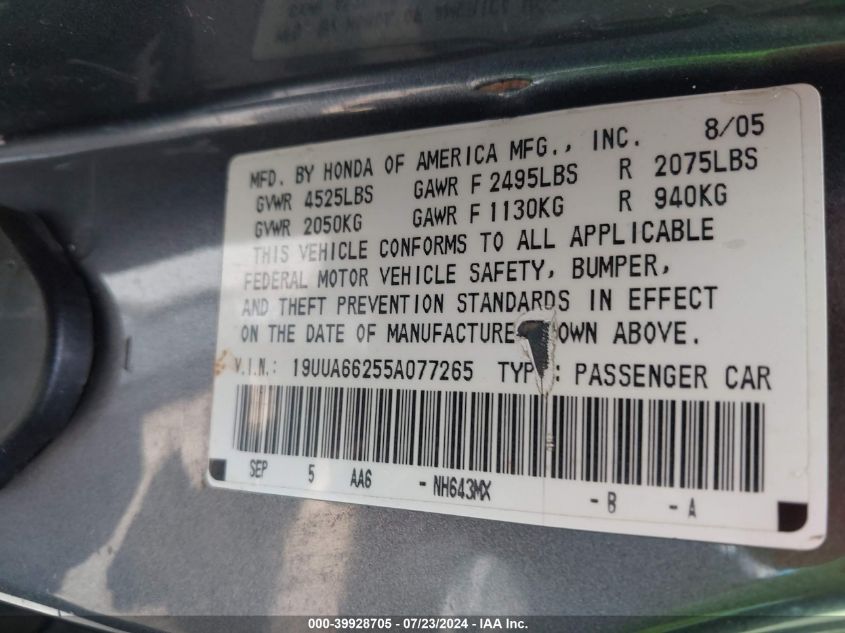 MFD. BY HONDA OF AMERICA MFG., INC. 8/05
GVWR 4525LBS GAWR F 2495LBS R 2075LBS
GVWR 2050KG GAWR F 1130KG R 940KG
THIS VEHICLE CONFORMS TO ALL APPLICABLE
FEDERAL MOTOR VEHICLE SAFETY, BUMPER,
AND THEFT PREVENTION STANDARDS IN EFFECT
ON THE DATE OF MANUFACTURE OWN ABOVE.
V.I.N.: 19UUA66255A077265 TYP : PASSENGER CAR
SEP 5 AA6 -NH643MX -B -A
000-39928705 / 07/23/2024 - IAA Inc.